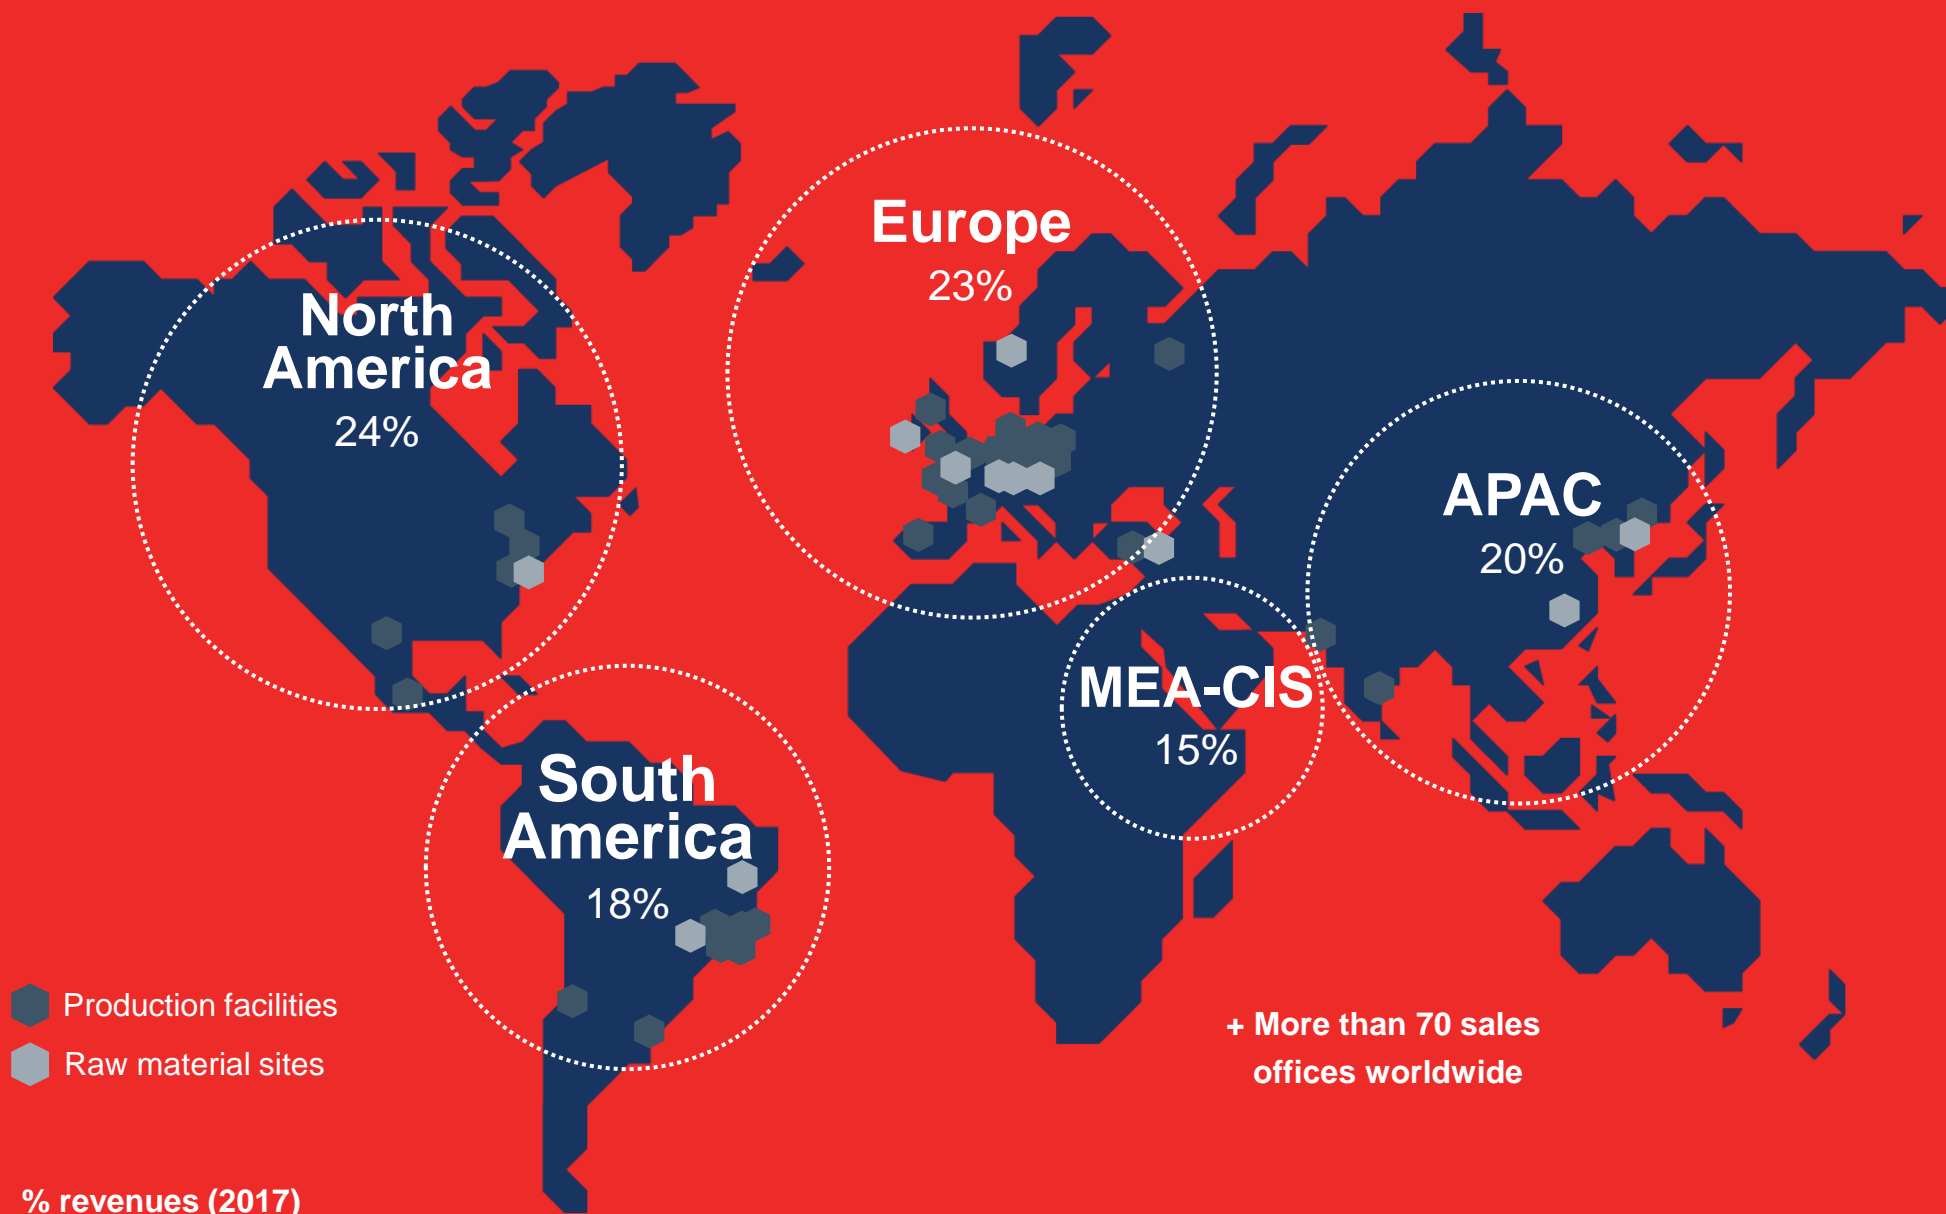 Europe
23%
North
America
24%
APAC
20%
MEA-CIS
15%
South
America
18%
Production facilities
Raw material sites
+ More than 70 sales
offices worldwide
% revenues (2017)